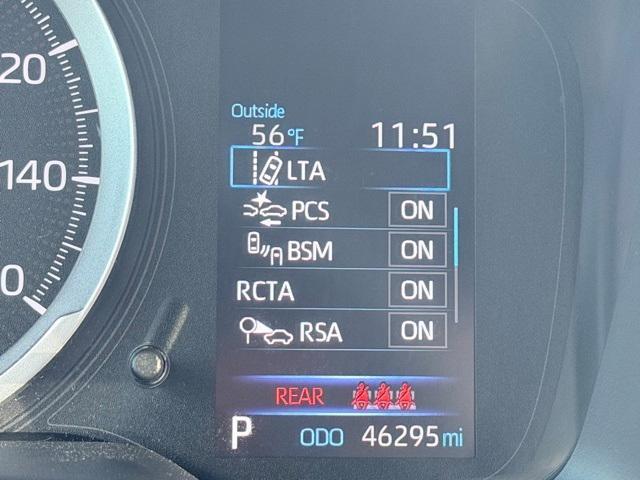 20
140
0
Outside
56°F 11:51
LTA
PCS ON
BSM ON
RCTA ON
RSA ON
REAR
P ODO 46295 mi